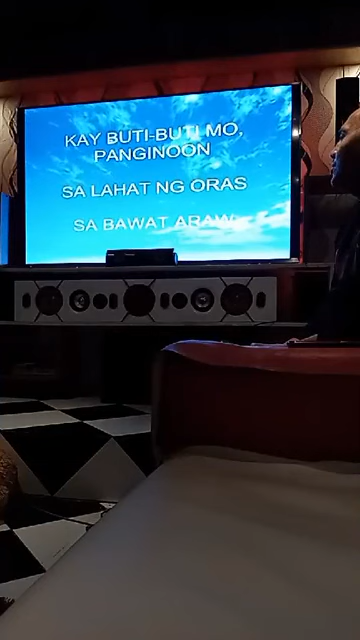 KAY BUTI-BUTI MO,
PANGINOON
SA LAHAT NG ORAS
SA BAWAT ARAW